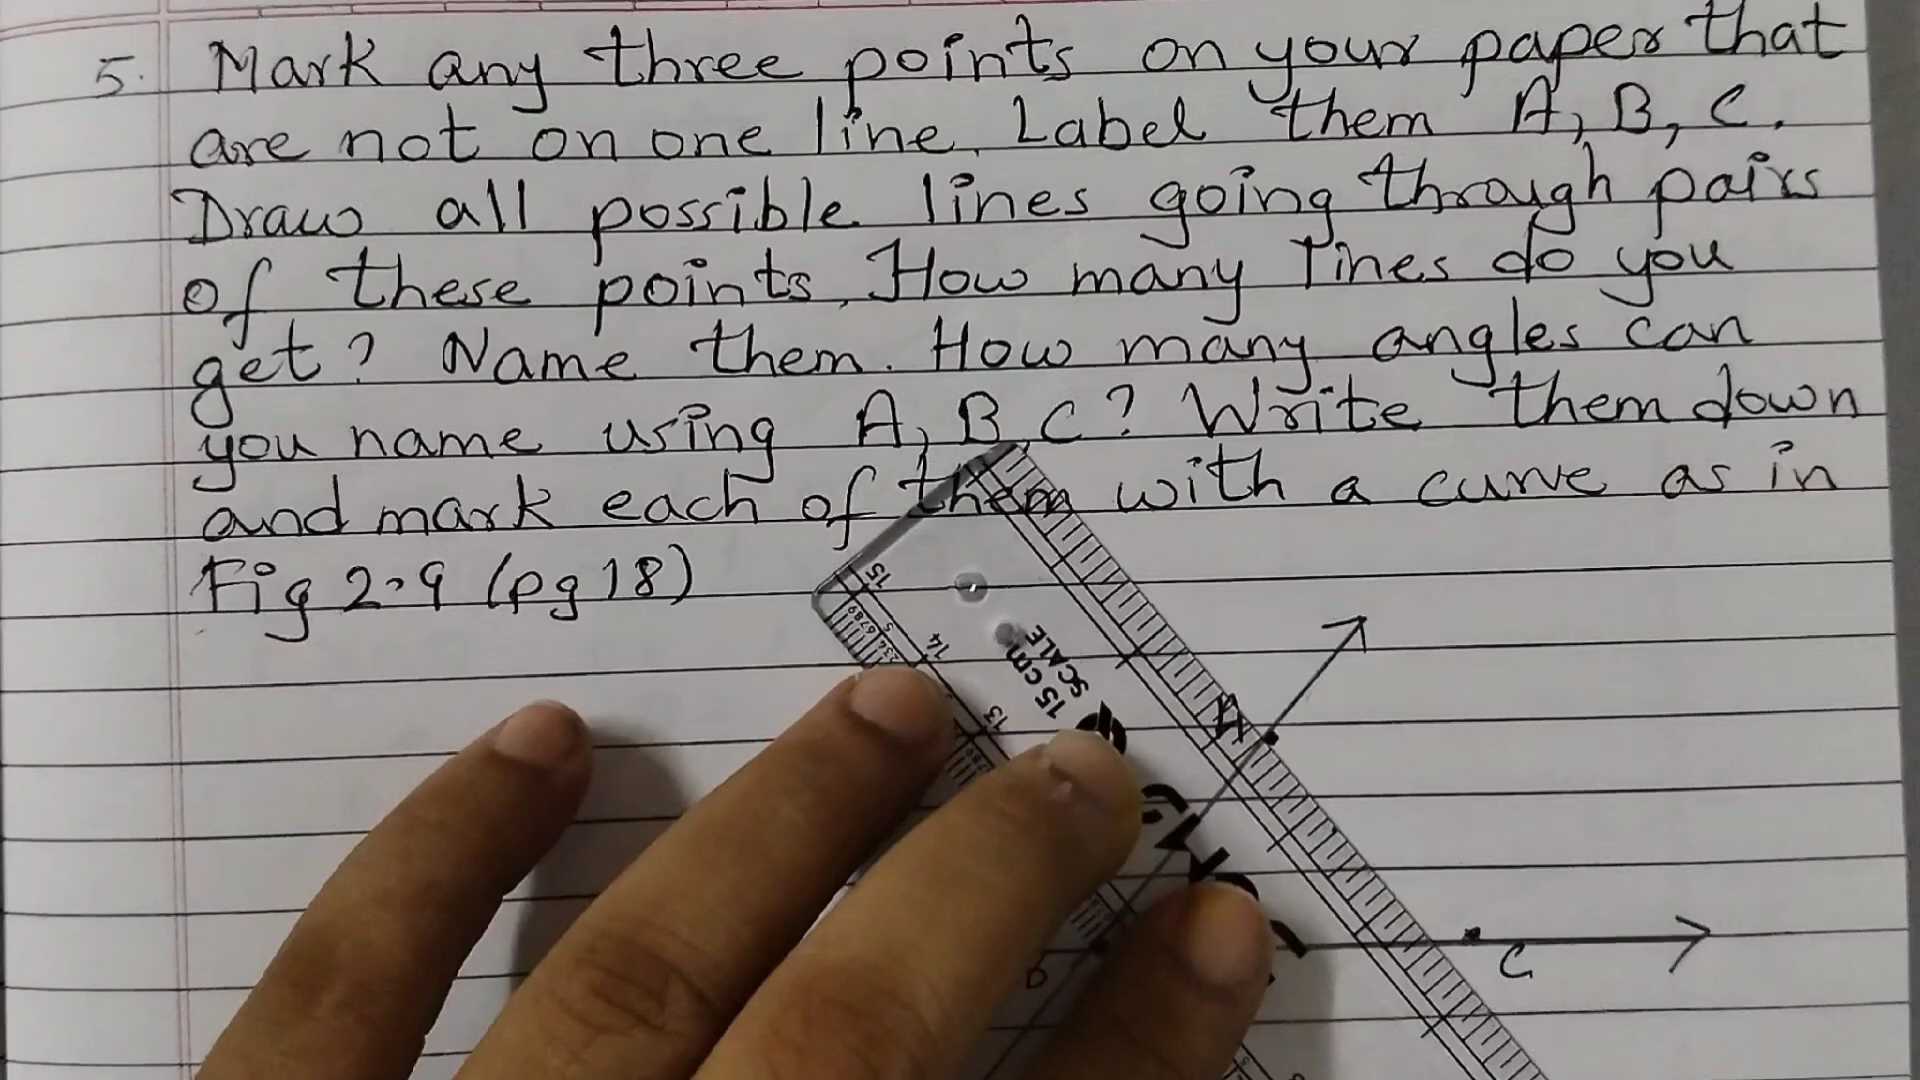 5. Mark any three points on your paper that
are not on one line. Label them A, B, C.
Draw all possible lines going through pairs
of these points. How many lines do you
get? Name them. How many angles can
you name using A, B, C? Write them down
and mark each of them with a curve as in
Fig 2.9 (pg 18)
15
14
13
15 cm
SCALE
A
C